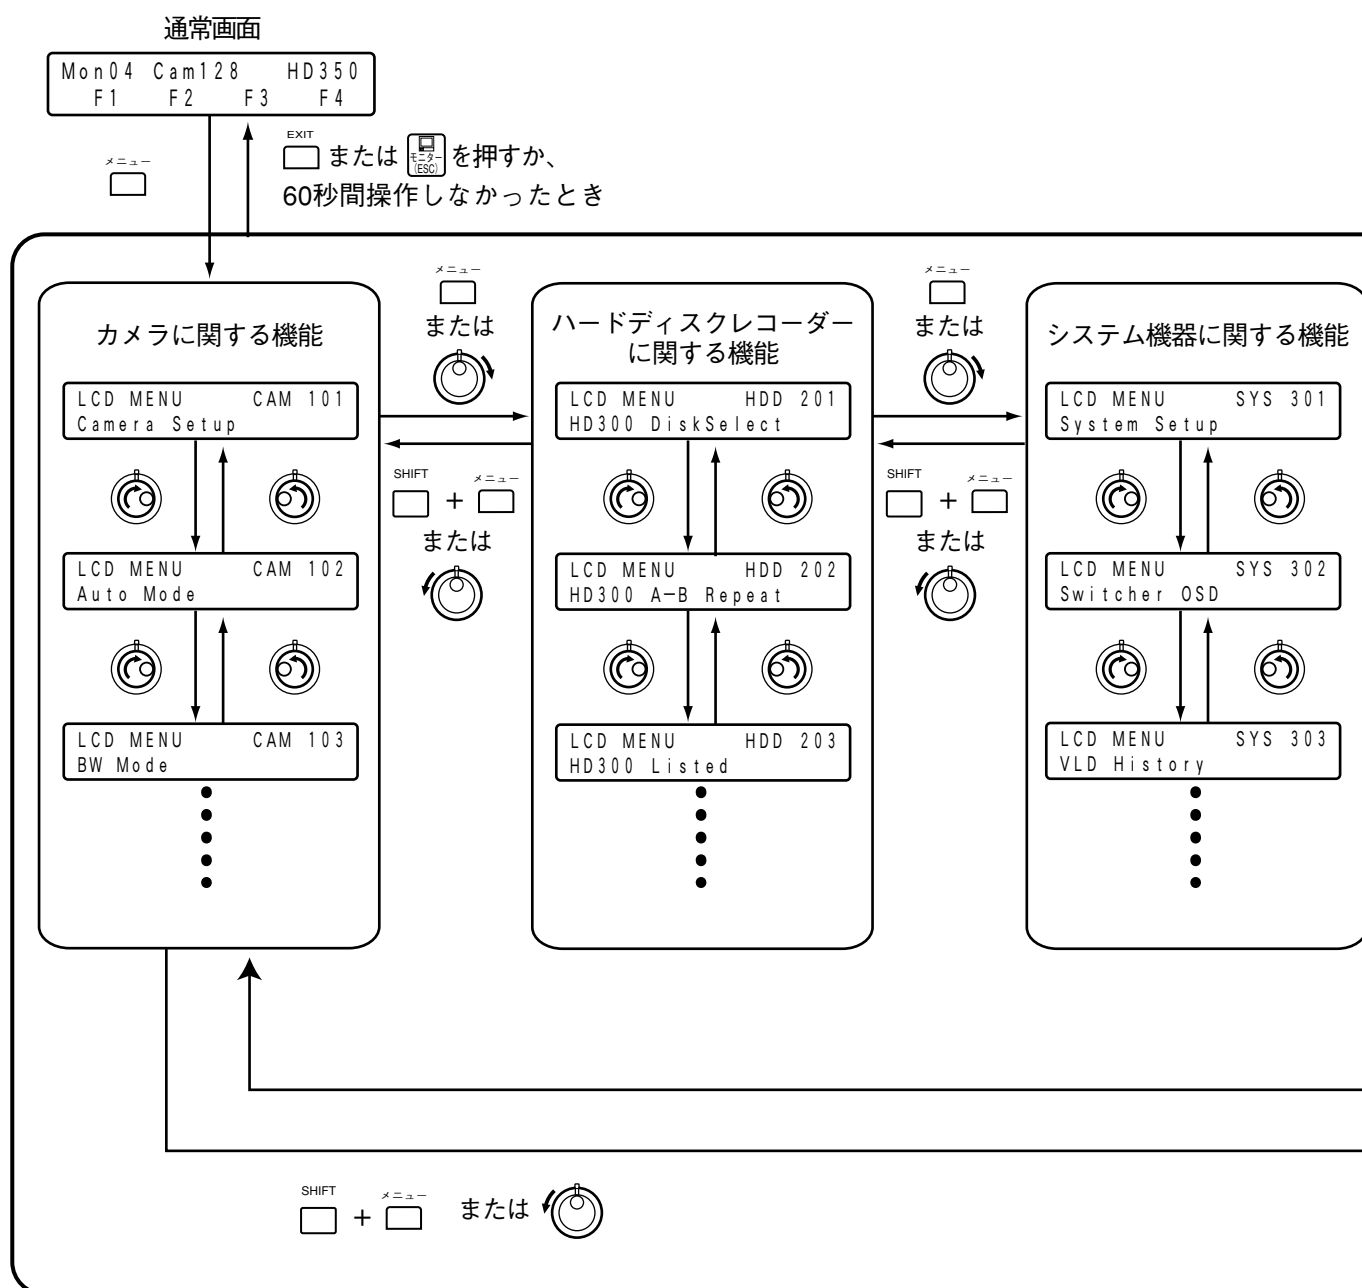 通常画面
Mon04 Cam128 HD350
F1 F2 F3 F4
メニュー
EXIT
または モニター (ESC) を押すか、
60秒間操作しなかったとき
メニュー
または
メニュー
または
カメラに関する機能
LCD MENU CAM 101
Camera Setup
LCD MENU CAM 102
Auto Mode
LCD MENU CAM 103
BW Mode
SHIFT メニュー
+
または
ハードディスクレコーダー
に関する機能
LCD MENU HDD 201
HD300 DiskSelect
LCD MENU HDD 202
HD300 A−B Repeat
LCD MENU HDD 203
HD300 Listed
SHIFT メニュー
+
または
システム機器に関する機能
LCD MENU SYS 301
System Setup
LCD MENU SYS 302
Switcher OSD
LCD MENU SYS 303
VLD History
SHIFT メニュー
+ または